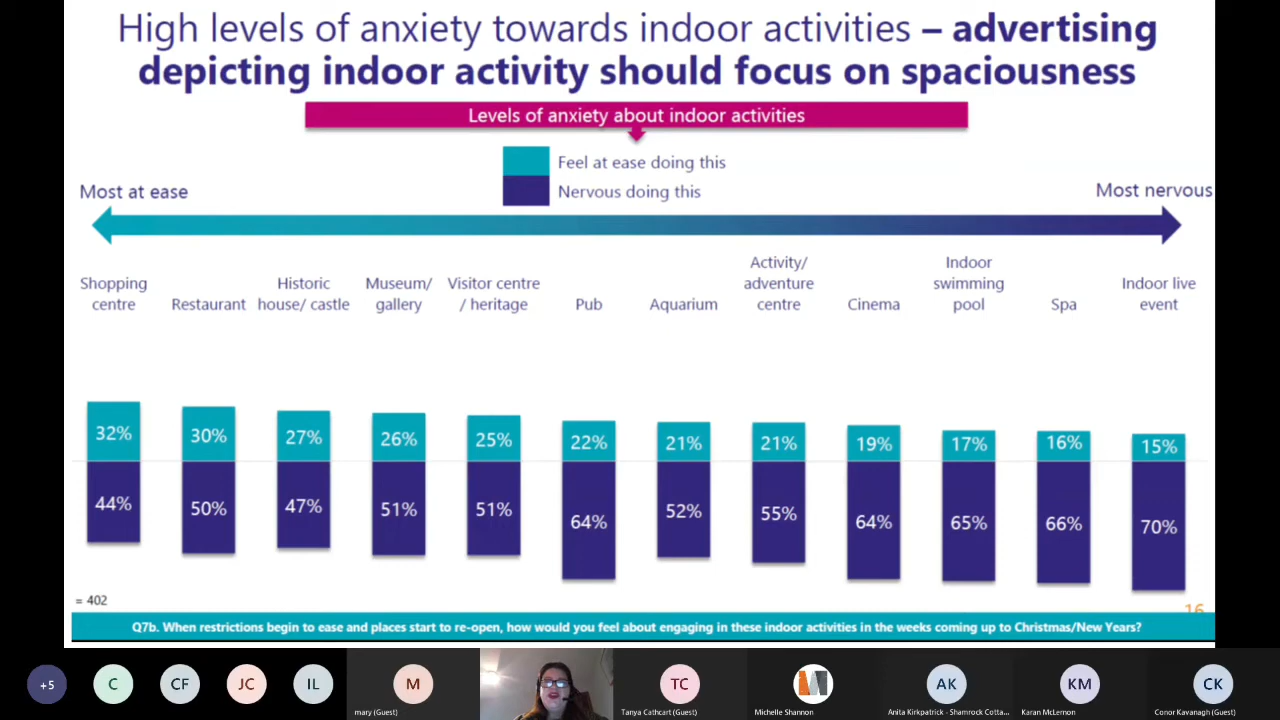 High levels of anxiety towards indoor activities – advertising
depicting indoor activity should focus on spaciousness
Levels of anxiety about indoor activities
Feel at ease doing this
Nervous doing this
Most at ease
Most nervous
Shopping
centre
Restaurant
Historic
house/ castle
Museum/
gallery
Visitor centre
/ heritage
Pub
Aquarium
Activity/
adventure
centre
Cinema
Indoor
swimming
pool
Spa
Indoor live
event
32% 30% 27% 26% 25% 22% 21% 21% 19% 17% 16% 15%
44% 50% 47% 51% 51% 64% 52% 55% 64% 65% 66% 70%
= 402
16
Q7b. When restrictions begin to ease and places start to re-open, how would you feel about engaging in these indoor activities in the weeks coming up to Christmas/New Years?
+5 C CF JC IL M TC AK KM CK
mary (Guest) Tanya Cathcart (Guest) Michelle Shannon Anita Kirkpatrick - Shamrock Cotta... Karan McLernon Conor Kavanagh (Guest)